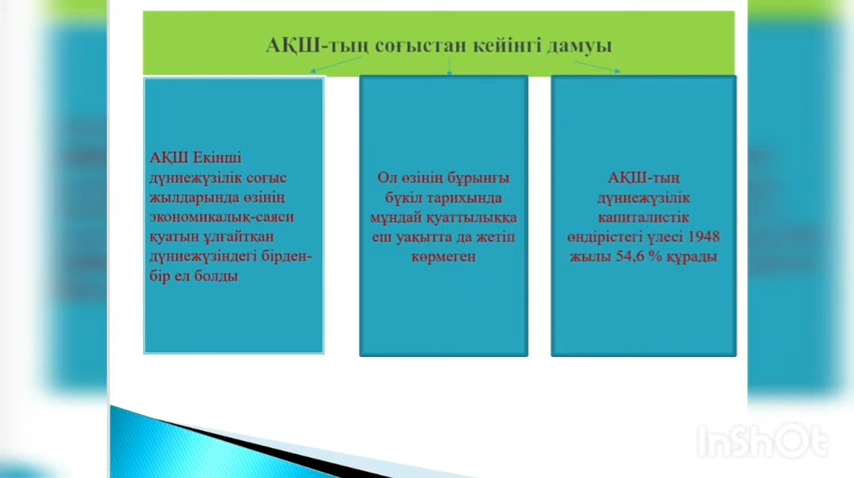 АҚШ-тың соғыстан кейінгі дамуы
АҚШ Екінші
дүниежүзілік соғыс
жылдарында өзінің
экономикалық-саяси
қуатын ұлғайтқан
дүниежүзіндегі бірден-
бір ел болды
Ол өзінің бұрынғы
бүкіл тарихында
мұндай қуаттылыққа
еш уақытта да жетіп
көрмеген
АҚШ-тың
дүниежүзілік
капиталистік
өндірістегі үлесі 1948
жылы 54,6 % құрады
InShOt